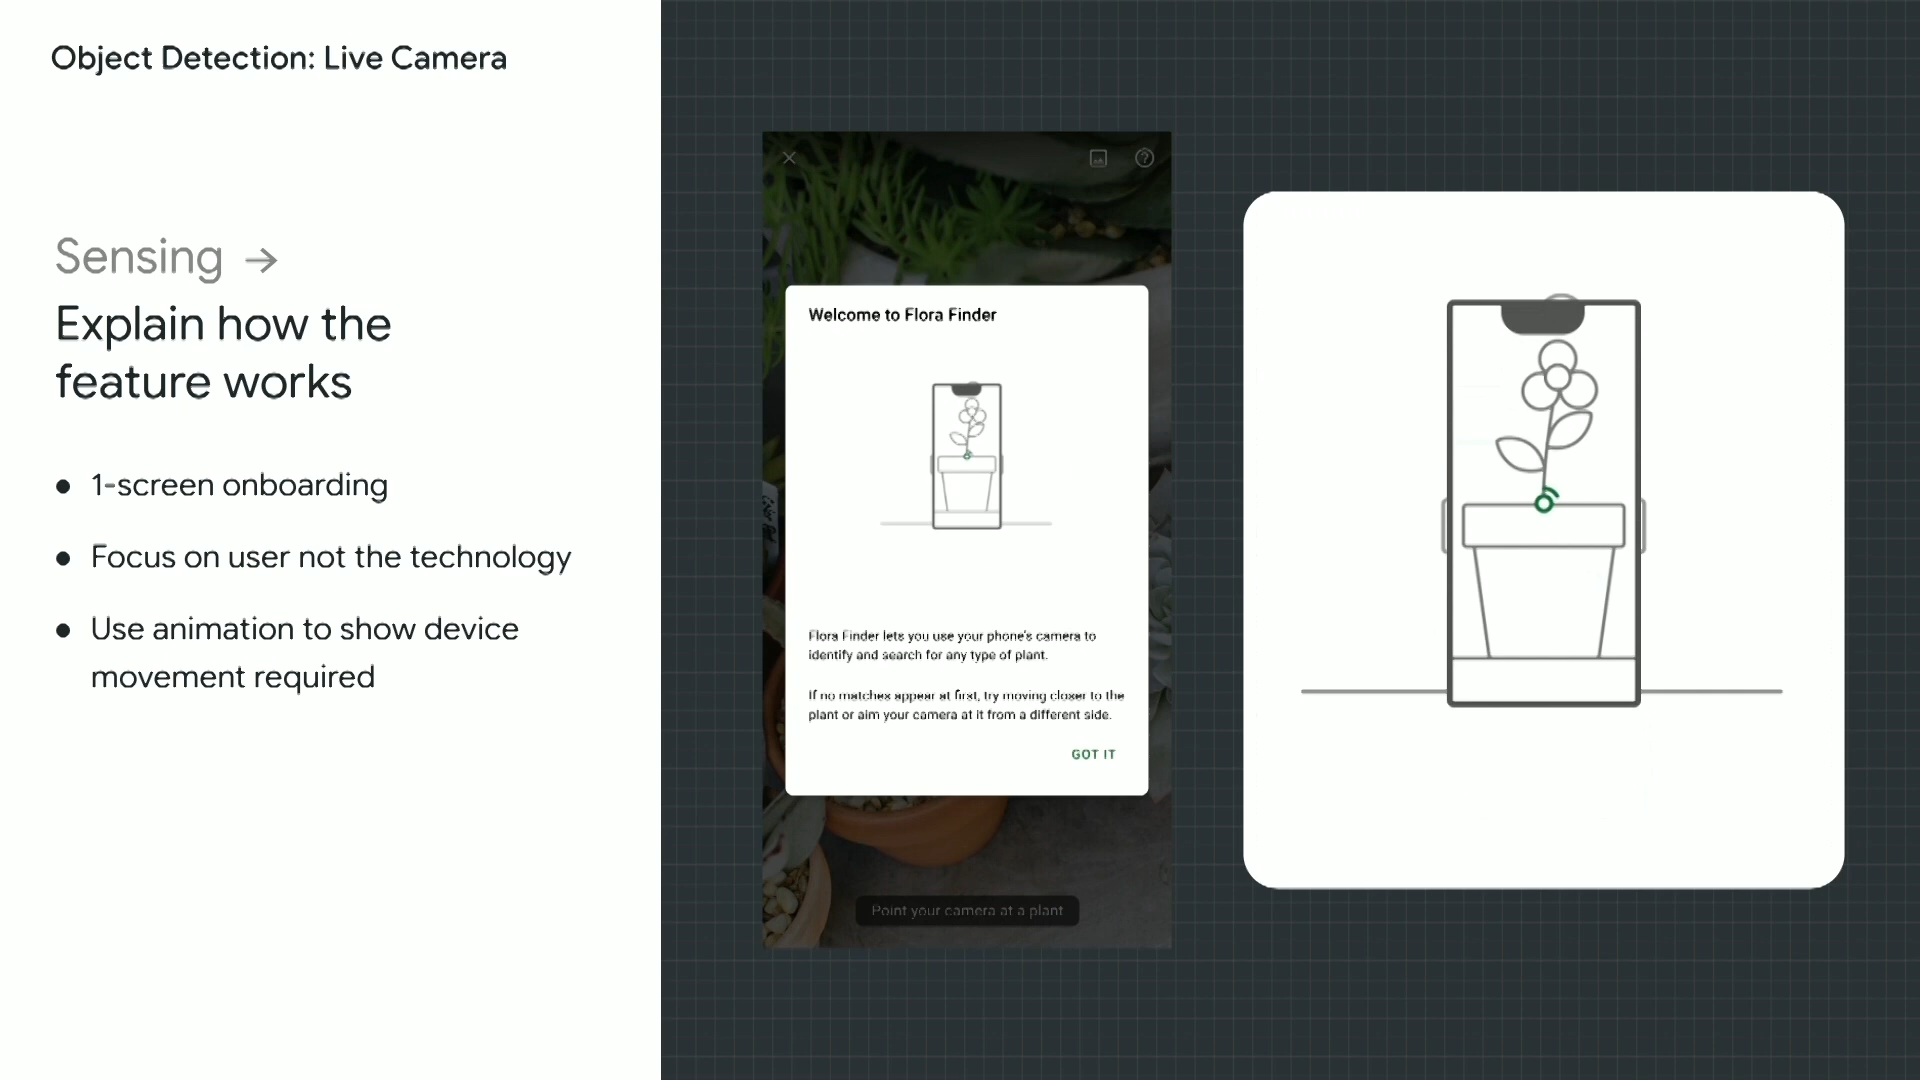 Object Detection: Live Camera
Sensing →
Explain how the
feature works
• 1-screen onboarding
• Focus on user not the technology
• Use animation to show device
movement required
Welcome to Flora Finder
Flora Finder lets you use your phone's camera to
identify and search for any type of plant.
If no matches appear at first, try moving closer to the
plant or aim your camera at it from a different side.
GOT IT
Point your camera at a plant